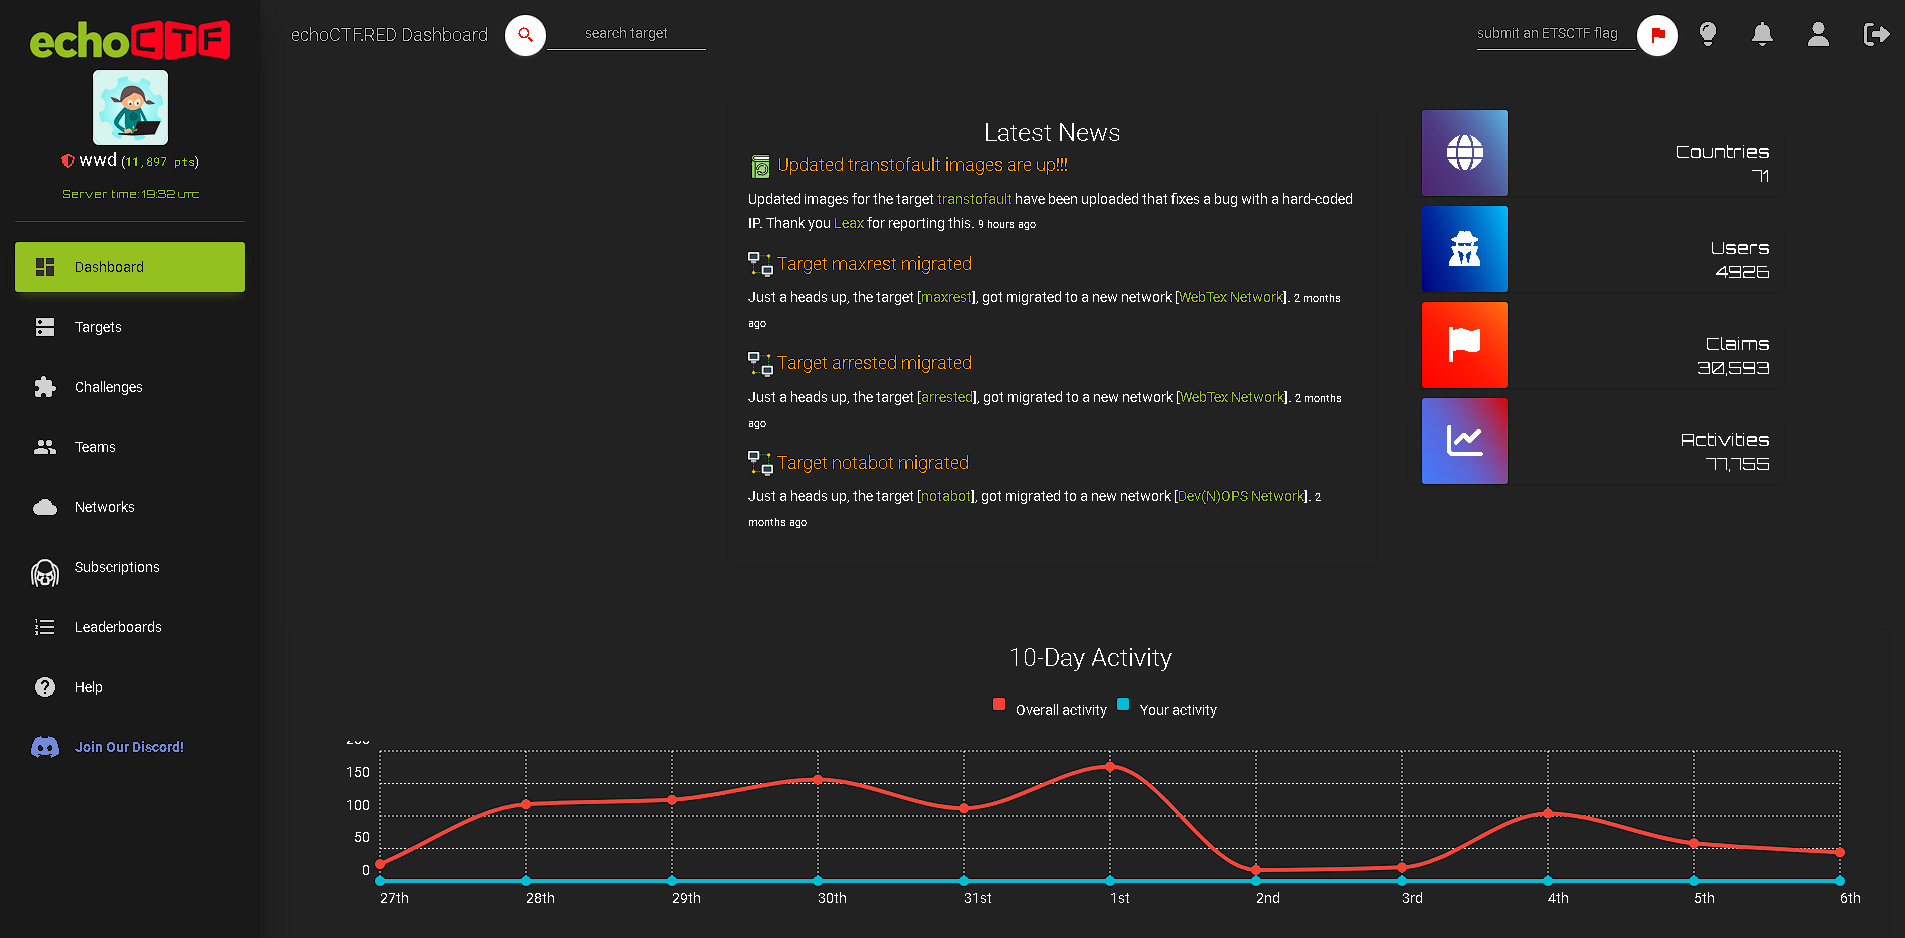 echoCTF
wwd (11,897 pts)
Server time: 19:32 utc
Dashboard
Targets
Challenges
Teams
Networks
Subscriptions
Leaderboards
Help
Join Our Discord!
echoCTF.RED Dashboard
search target
submit an ETSCTF flag
Latest News
Updated transtofault images are up!!!
Updated images for the target transtofault have been uploaded that fixes a bug with a hard-coded
IP. Thank you Leax for reporting this. 9 hours ago
Target maxrest migrated
Just a heads up, the target [maxrest], got migrated to a new network [WebTex Network]. 2 months
ago
Target arrested migrated
Just a heads up, the target [arrested], got migrated to a new network [WebTex Network]. 2 months
ago
Target notabot migrated
Just a heads up, the target [notabot], got migrated to a new network [Dev(N)OPS Network]. 2
months ago
Countries
71
Users
4926
Claims
30,593
Activities
77,755
10-Day Activity
Overall activity
Your activity
200
150
100
50
0
27th 28th 29th 30th 31st 1st 2nd 3rd 4th 5th 6th